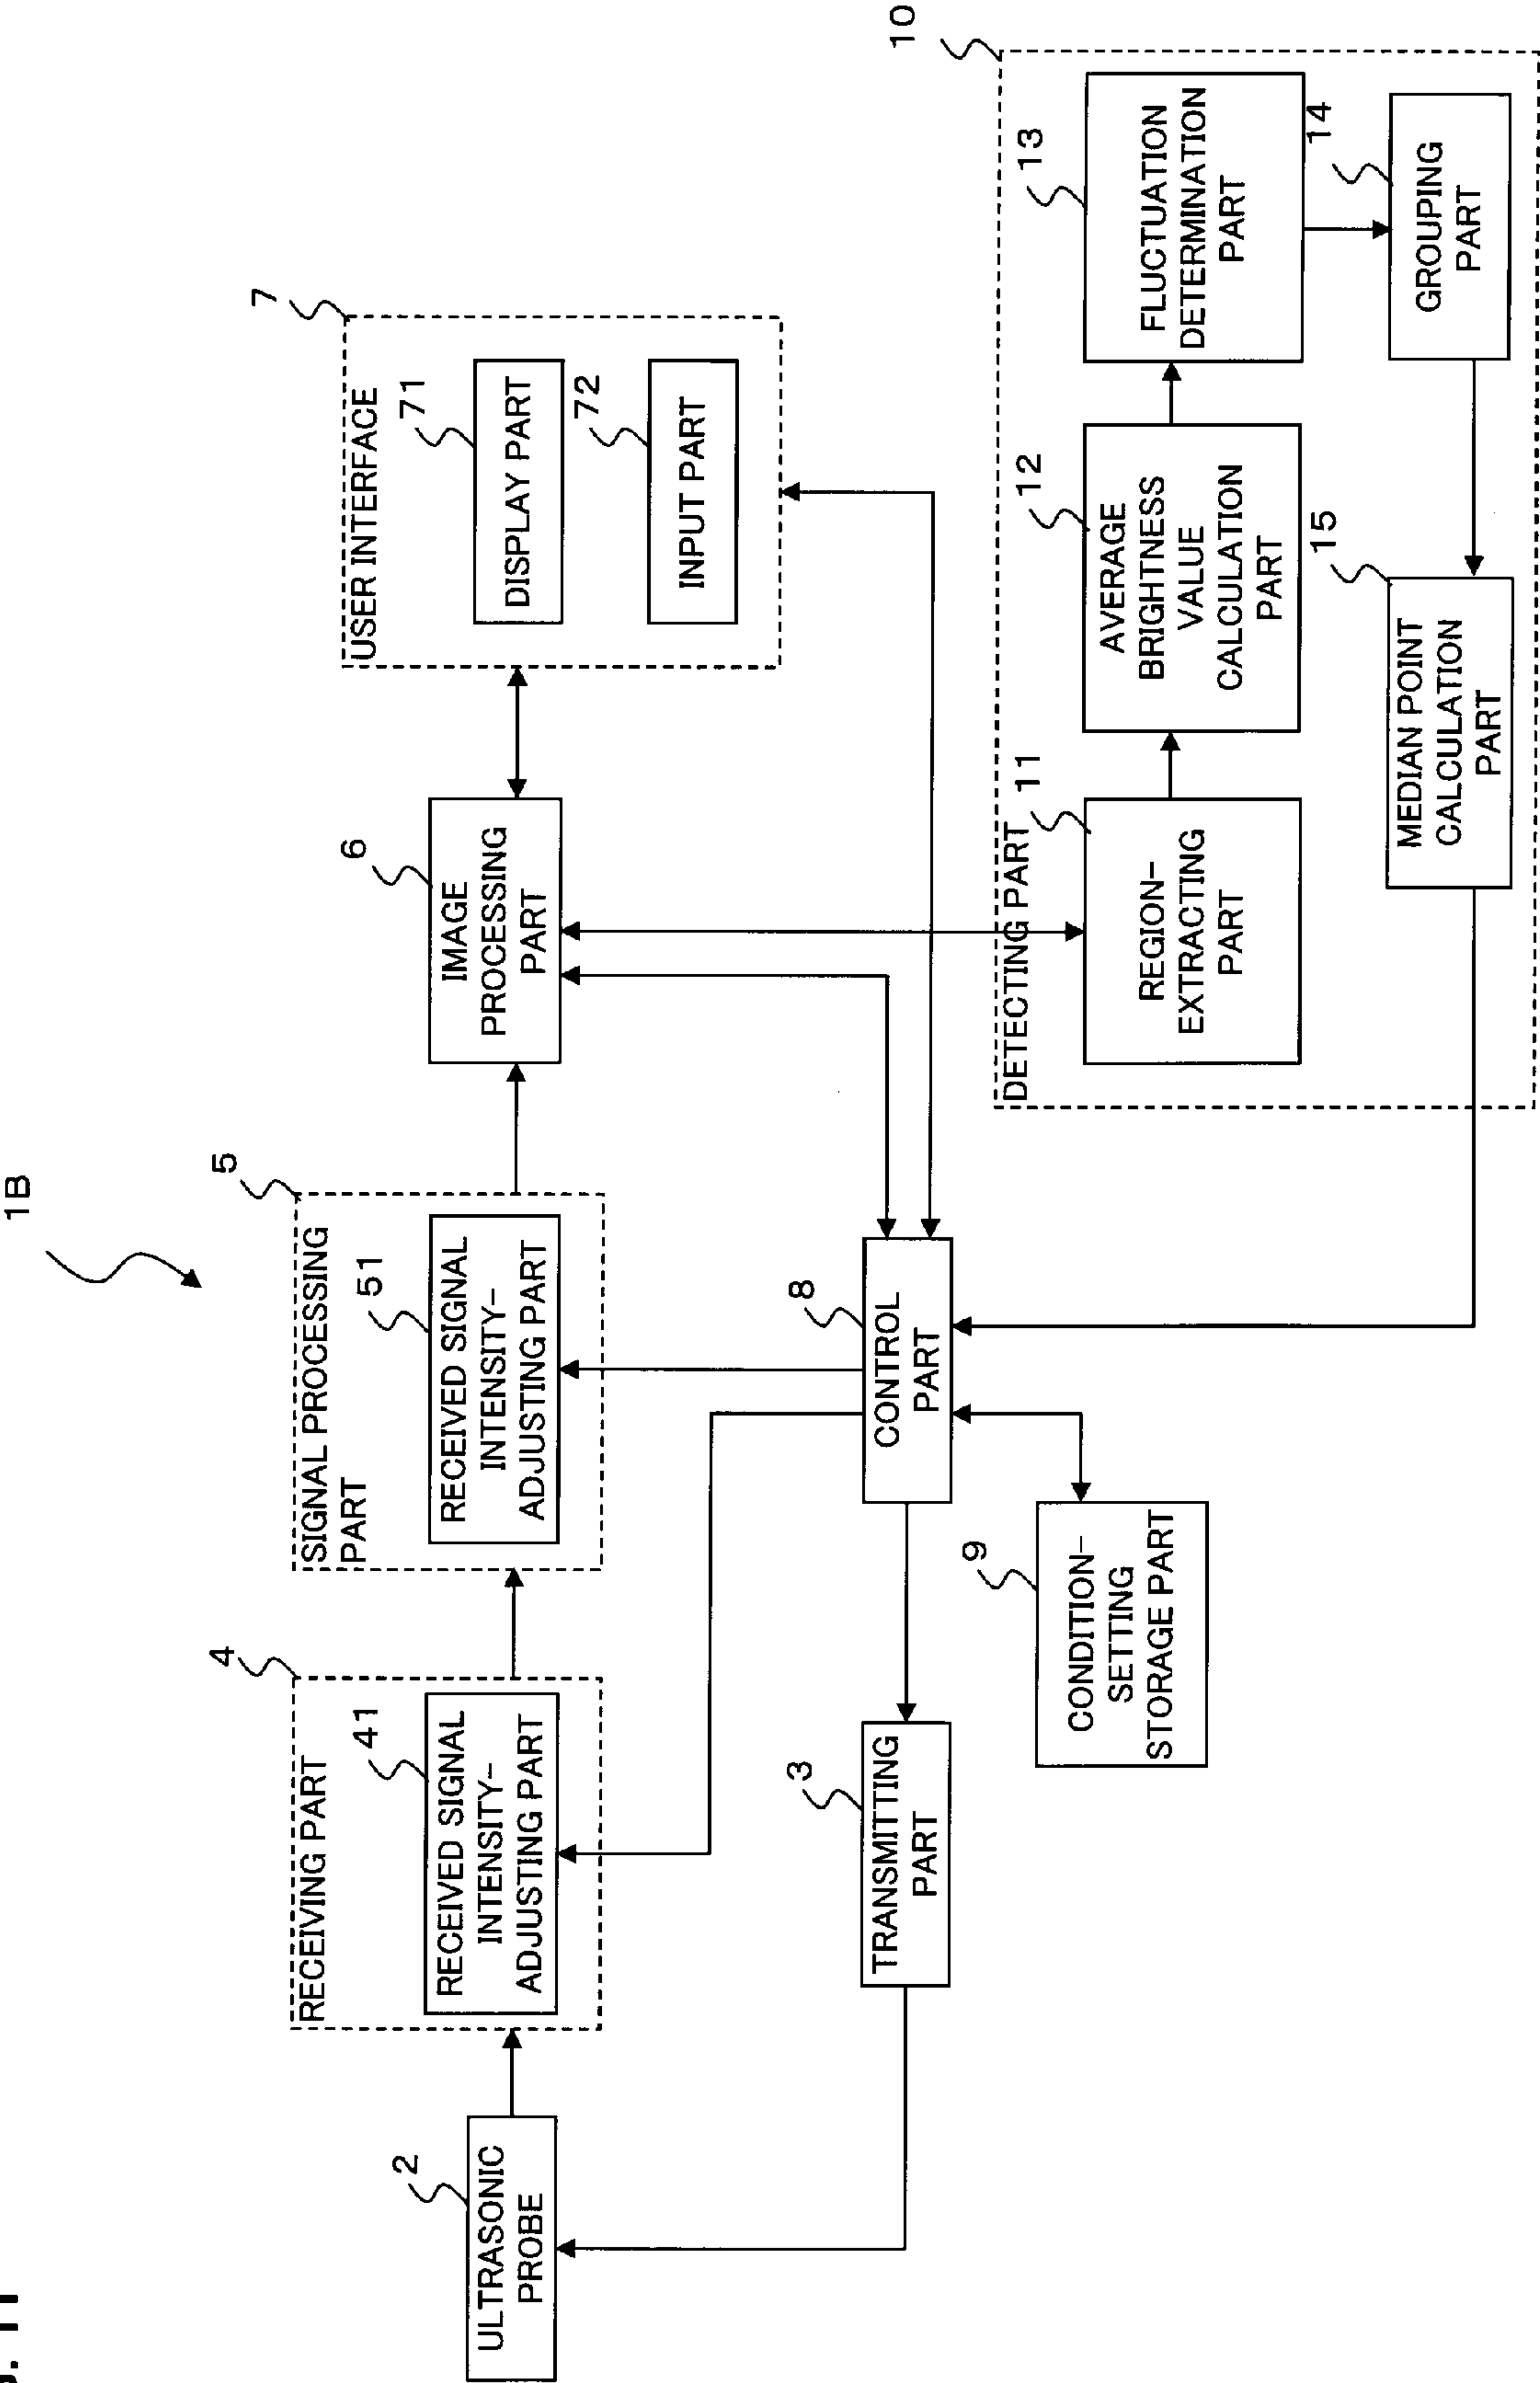 . 11
1B
2
ULTRASONIC
PROBE
4
RECEIVING PART
41
RECEIVED SIGNAL
INTENSITY-
ADJUSTING PART
5
SIGNAL PROCESSING
PART
51
RECEIVED SIGNAL
INTENSITY-
ADJUSTING PART
6
IMAGE
PROCESSING
PART
7
USER INTERFACE
71
DISPLAY PART
72
INPUT PART
3
TRANSMITTING
PART
8
CONTROL
PART
9
CONDITION-
SETTING
STORAGE PART
10
DETECTING PART
11
REGION-
EXTRACTING
PART
12
AVERAGE
BRIGHTNESS
VALUE
CALCULATION
PART
13
FLUCTUATION
DETERMINATION
PART
14
GROUPING
PART
15
MEDIAN POINT
CALCULATION
PART